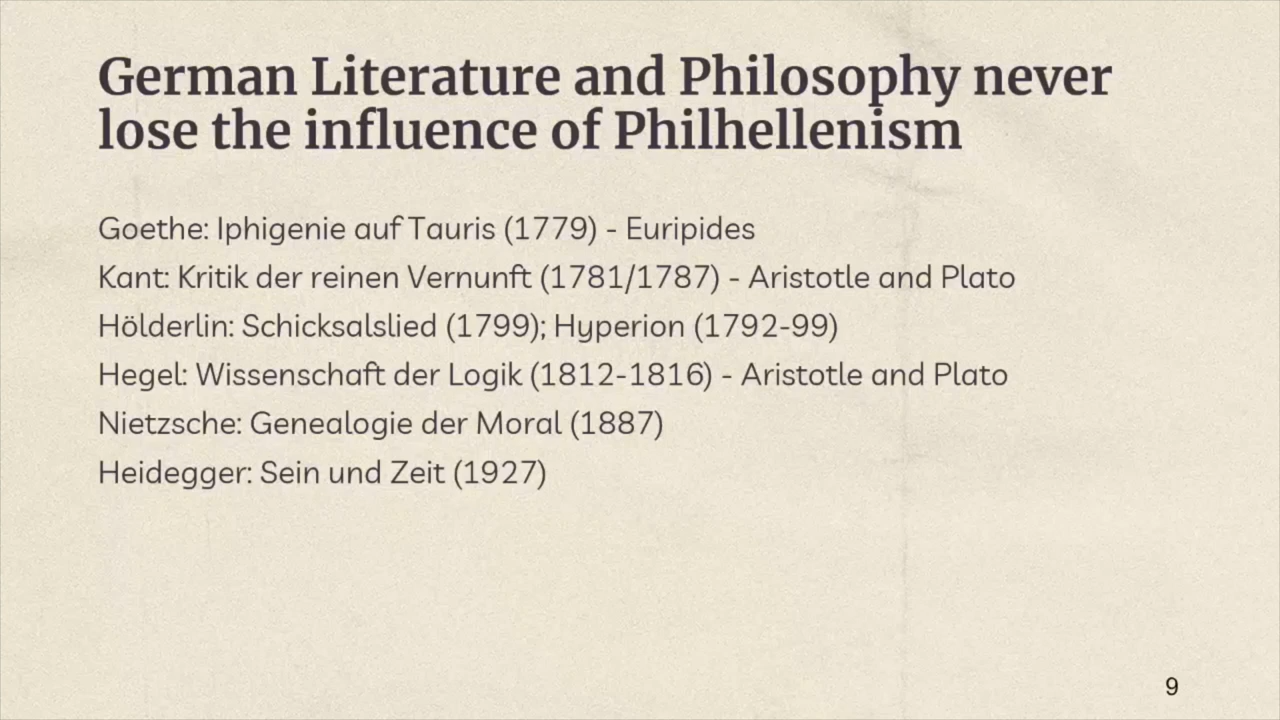 German Literature and Philosophy never
lose the influence of Philhellenism
Goethe: Iphigenie auf Tauris (1779) - Euripides
Kant: Kritik der reinen Vernunft (1781/1787) - Aristotle and Plato
Hölderlin: Schicksalslied (1799); Hyperion (1792-99)
Hegel: Wissenschaft der Logik (1812-1816) - Aristotle and Plato
Nietzsche: Genealogie der Moral (1887)
Heidegger: Sein und Zeit (1927)
9